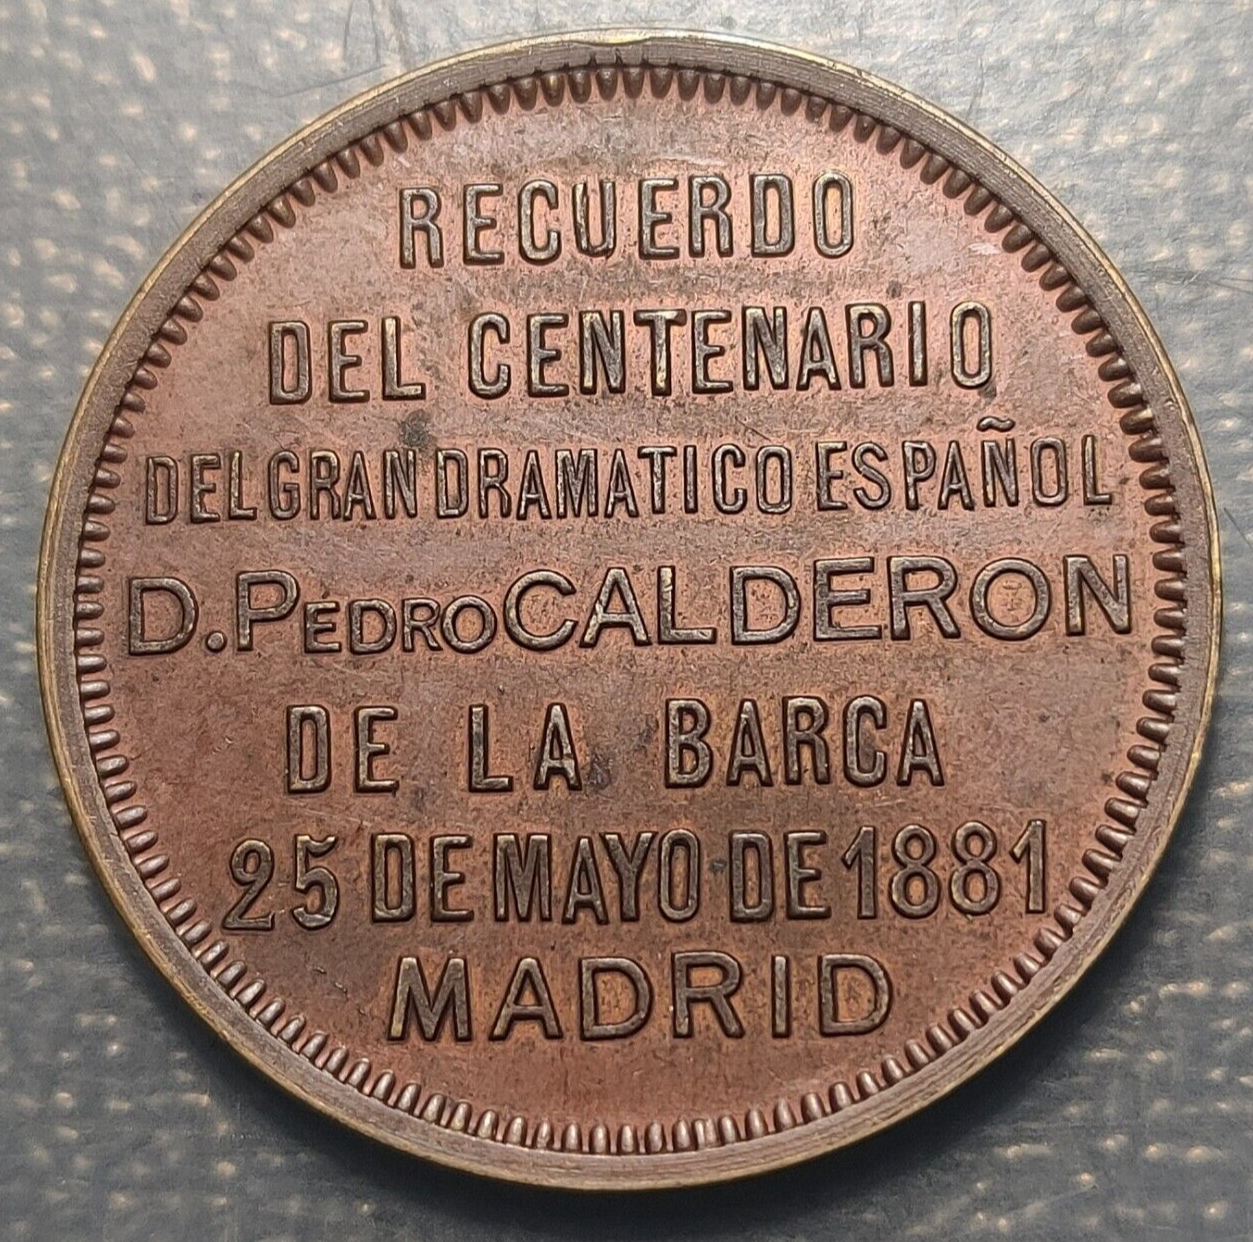 RECUERDO
DEL CENTENARIO
DEL GRAN DRAMATICO ESPAÑOL
D. PEDRO CALDERON
DE LA BARCA
25 DE MAYO DE 1881
MADRID